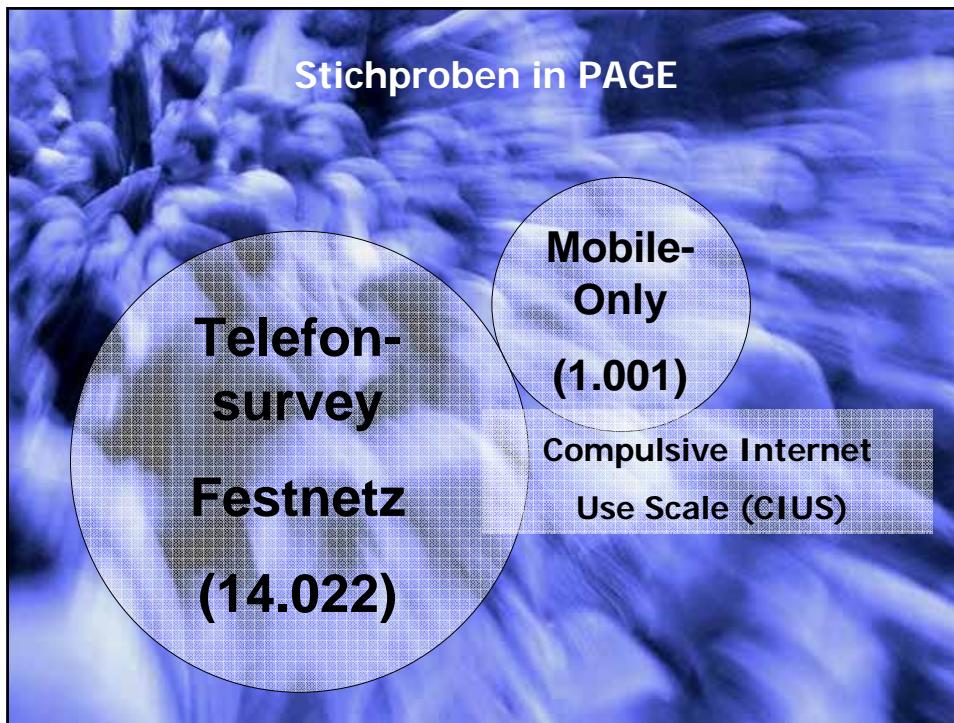 Stichproben in PAGE
Telefon-
survey
Festnetz
(14.022)
Mobile-
Only
(1.001)
Compulsive Internet
Use Scale (CIUS)